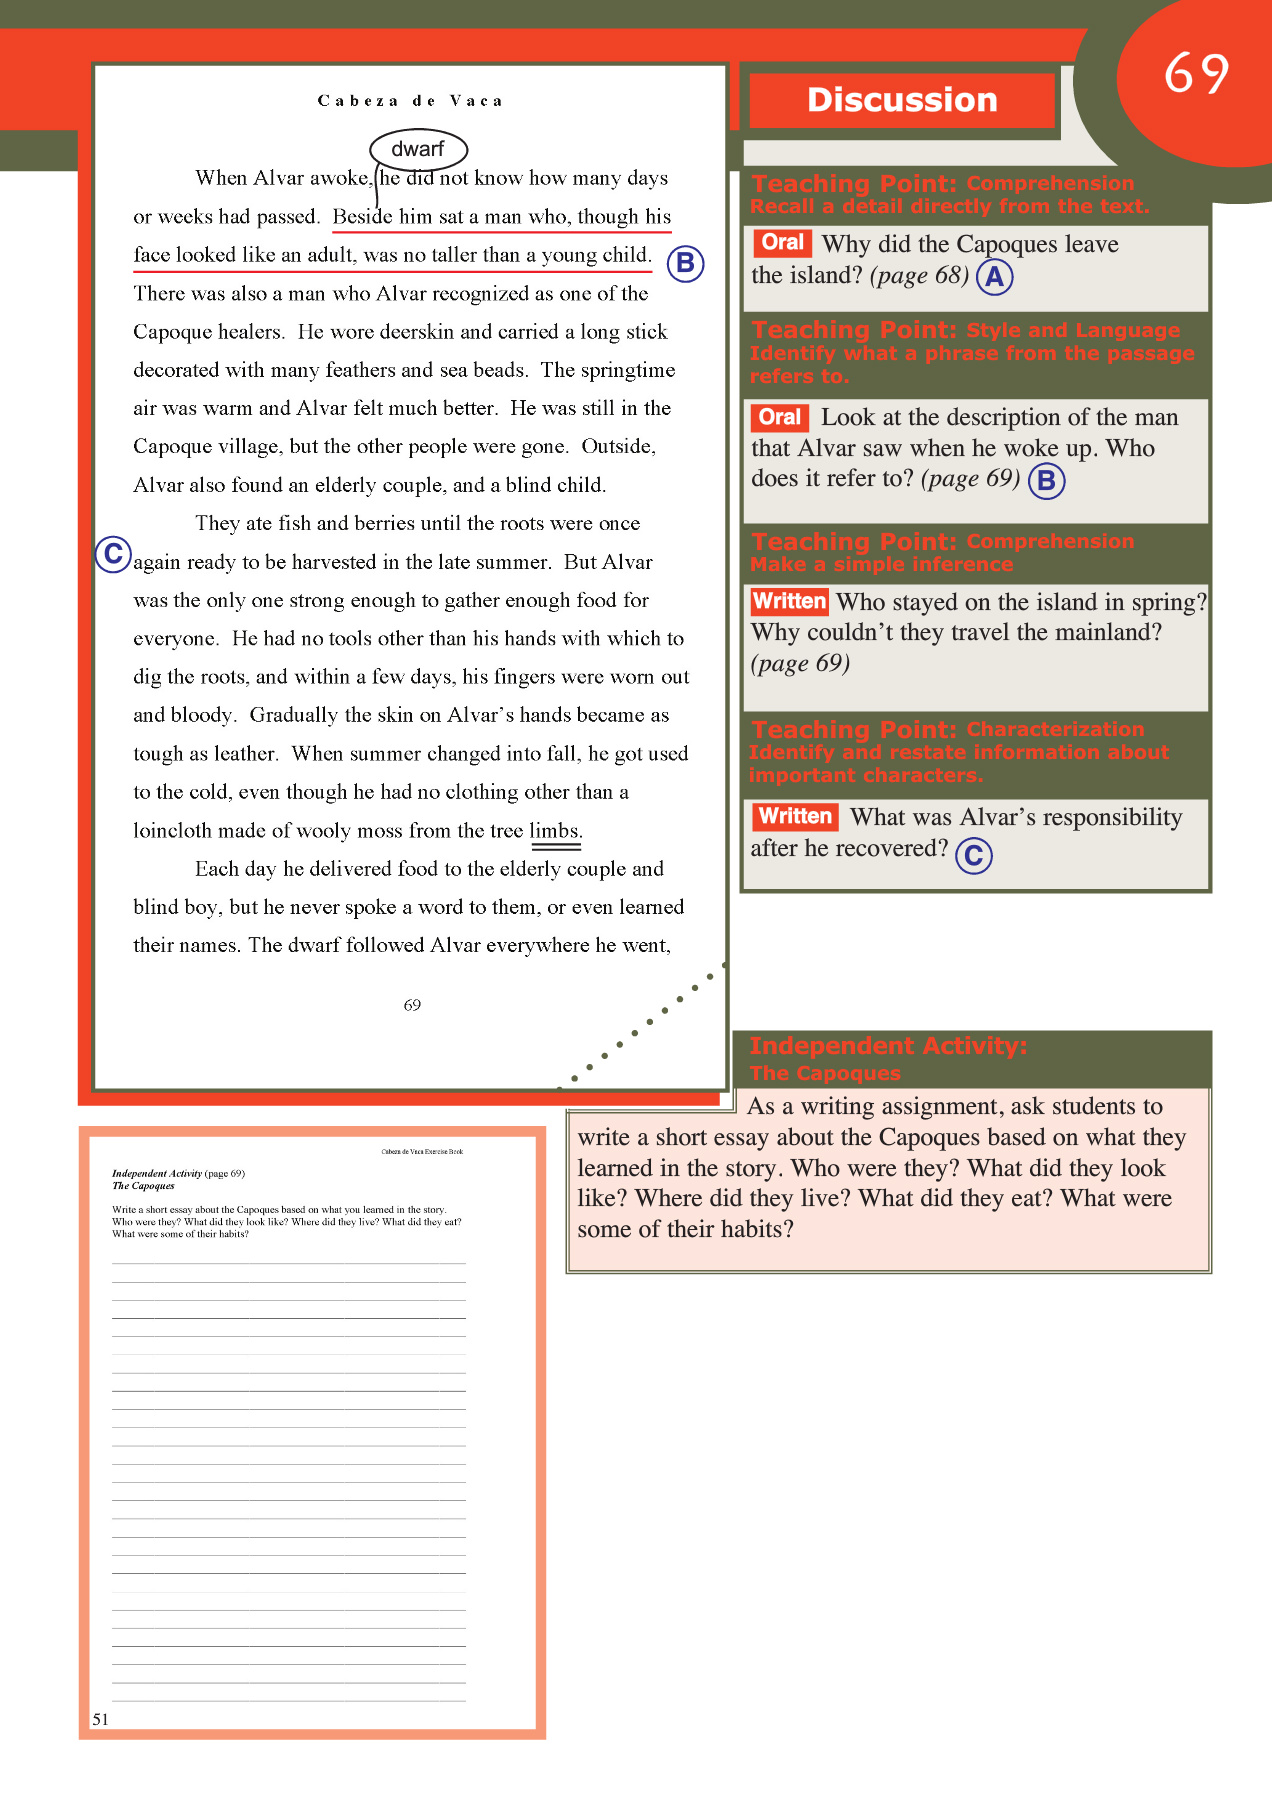 69
Cabeza de Vaca
dwarf
When Alvar awoke, he did not know how many days
or weeks had passed. Beside him sat a man who, though his
face looked like an adult, was no taller than a young child.
B
There was also a man who Alvar recognized as one of the
Capoque healers. He wore deerskin and carried a long stick
decorated with many feathers and sea beads. The springtime
air was warm and Alvar felt much better. He was still in the
Capoque village, but the other people were gone. Outside,
Alvar also found an elderly couple, and a blind child.
They ate fish and berries until the roots were once
C
again ready to be harvested in the late summer. But Alvar
was the only one strong enough to gather enough food for
everyone. He had no tools other than his hands with which to
dig the roots, and within a few days, his fingers were worn out
and bloody. Gradually the skin on Alvar's hands became as
tough as leather. When summer changed into fall, he got used
to the cold, even though he had no clothing other than a
loincloth made of wooly moss from the tree limbs.
Each day he delivered food to the elderly couple and
blind boy, but he never spoke a word to them, or even learned
their names. The dwarf followed Alvar everywhere he went,
69
Discussion
Teaching Point: Comprehension
Recall a detail directly from the text.
Oral Why did the Capoques leave
the island? (page 68) A
Teaching Point: Style and Language
Identify what a phrase from the passage
refers to.
Oral Look at the description of the man
that Alvar saw when he woke up. Who
does it refer to? (page 69) B
Teaching Point: Comprehension
Make a simple inference
Written Who stayed on the island in spring?
Why couldn't they travel the mainland?
(page 69)
Teaching Point: Characterization
Identify and restate information about
important characters.
Written What was Alvar's responsibility
after he recovered? C
Independent Activity:
The Capoques
As a writing assignment, ask students to
write a short essay about the Capoques based on what they
learned in the story. Who were they? What did they look
like? Where did they live? What did they eat? What were
some of their habits?
Cabeza de Vaca Exercise Book
Independent Activity (page 69)
The Capoques
Write a short essay about the Capoques based on what you learned in the story.
Who were they? What did they look like? Where did they live? What did they eat?
What were some of their habits?
51